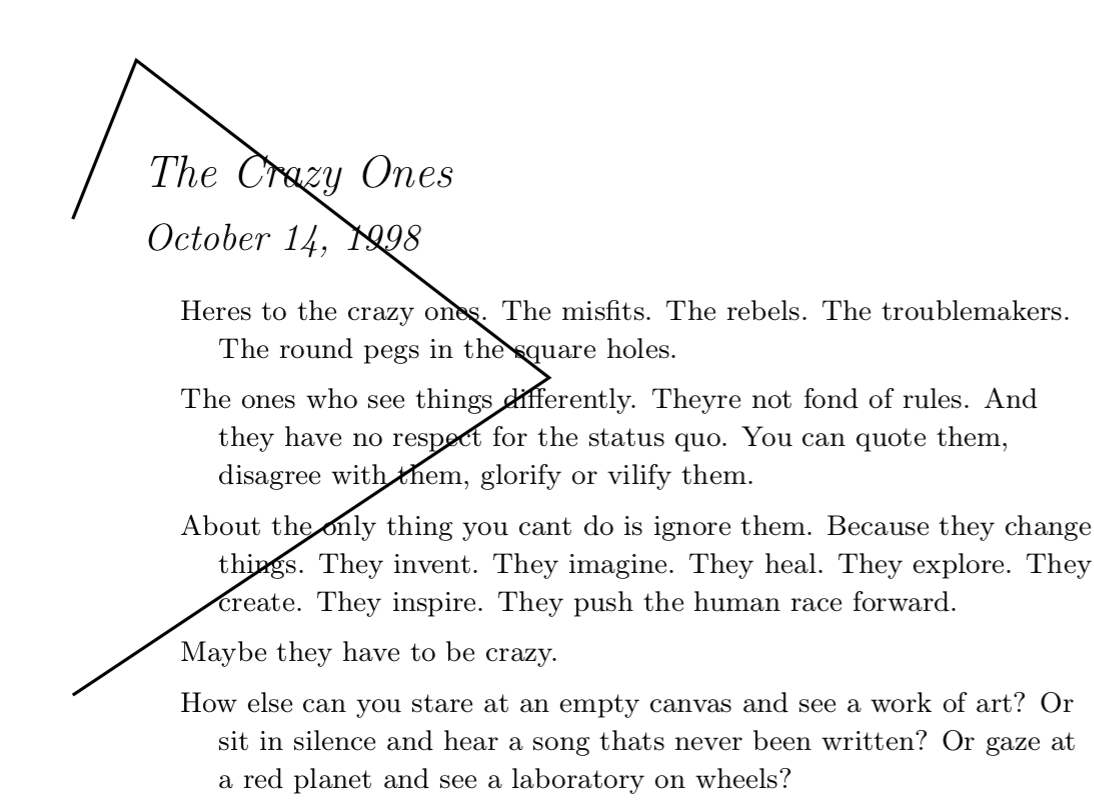 The Crazy Ones
October 14, 1998
Heres to the crazy ones. The misfits. The rebels. The troublemakers.
The round pegs in the square holes.
The ones who see things differently. Theyre not fond of rules. And
they have no respect for the status quo. You can quote them,
disagree with them, glorify or vilify them.
About the only thing you cant do is ignore them. Because they change
things. They invent. They imagine. They heal. They explore. They
create. They inspire. They push the human race forward.
Maybe they have to be crazy.
How else can you stare at an empty canvas and see a work of art? Or
sit in silence and hear a song thats never been written? Or gaze at
a red planet and see a laboratory on wheels?